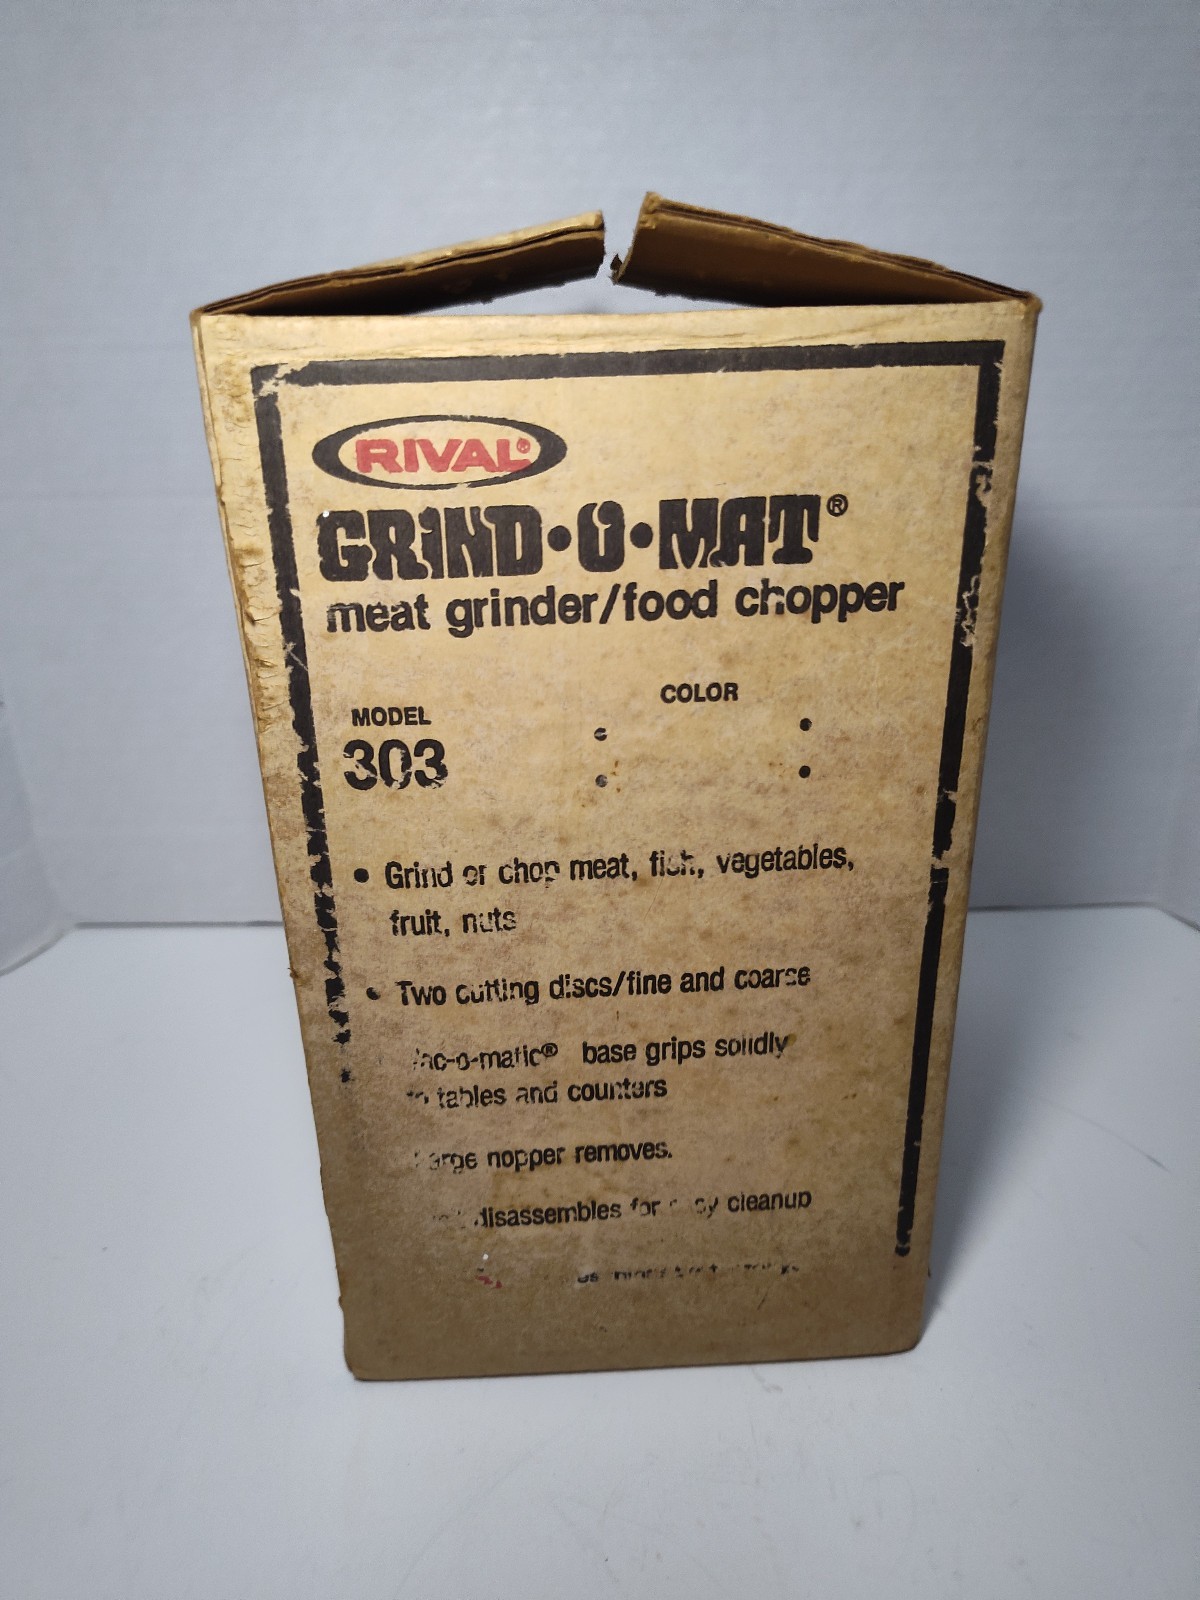 RIVAL®
GRIND•O•MAT®
meat grinder/food chopper
COLOR
MODEL
303
• Grind or chop meat, fish, vegetables,
fruit, nuts
• Two cutting discs/fine and coarse
base grips solidly
to tables and counters
removes.
disassembles for cleanup